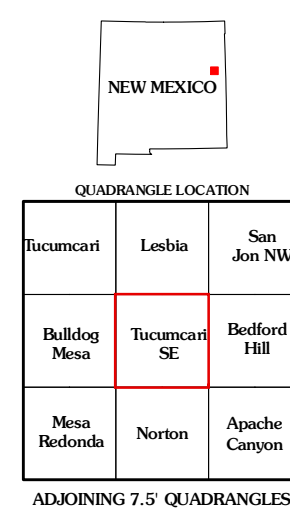 NEW MEXICO
QUADRANGLE LOCATION
Tucumcari
Lesbia
San
Jon NW
Bulldog
Mesa
Tucumcari
SE
Bedford
Hill
Mesa
Redonda
Norton
Apache
Canyon
ADJOINING 7.5' QUADRANGLES